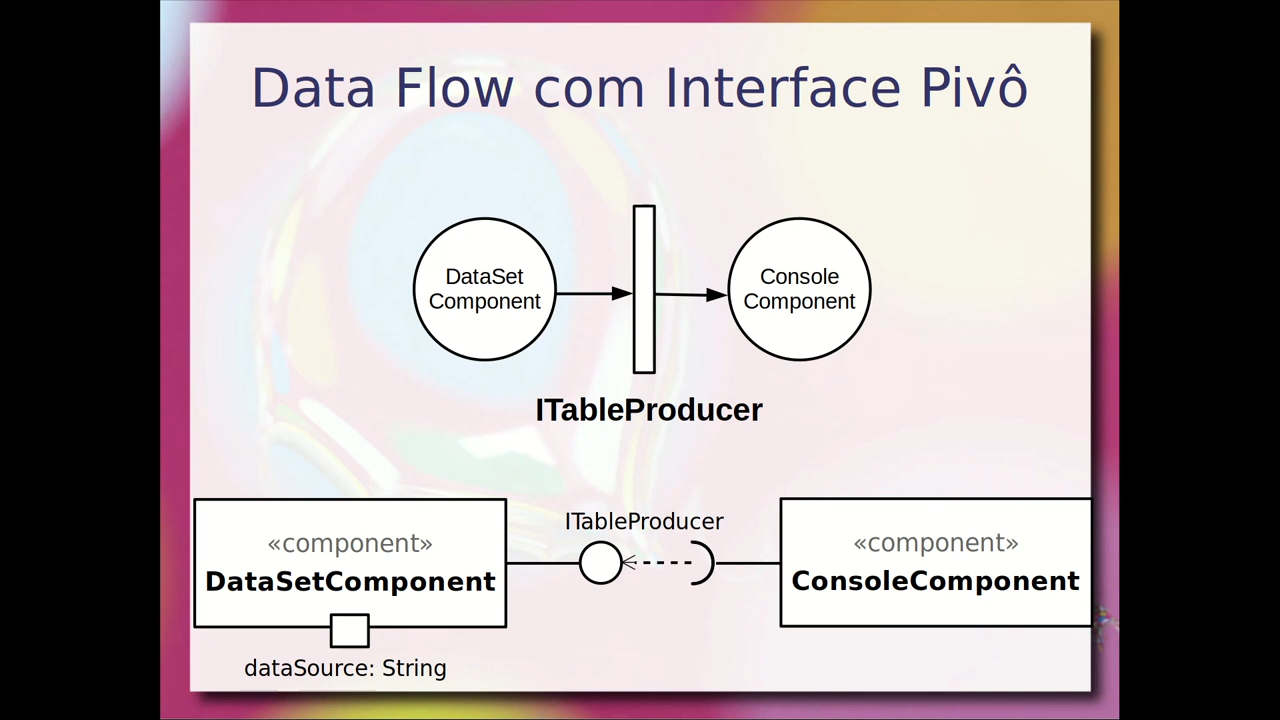 Data Flow com Interface Pivô
DataSet
Component
Console
Component
ITableProducer
ITableProducer
«component»
DataSetComponent
«component»
ConsoleComponent
dataSource: String